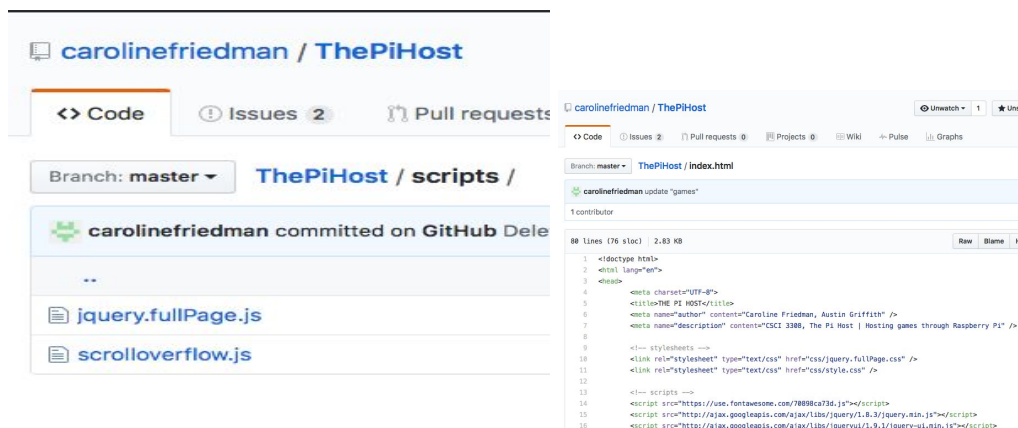 carolinefriedman / ThePiHost
<> Code Issues 2 Pull requests
Branch: master ThePiHost / scripts /
carolinefriedman committed on GitHub Dele
..
jquery.fullPage.js
scrolloverflow.js
carolinefriedman / ThePiHost Unwatch 1 Uns
<> Code Issues 2 Pull requests 0 Projects 0 Wiki Pulse Graphs
Branch: master ThePiHost / index.html
carolinefriedman update "games"
1 contributor
80 lines (76 sloc) 2.83 KB Raw Blame H
1 <!doctype html>
2 <html lang="en">
3 <head>
4 <meta charset="UTF-8">
5 <title>THE PI HOST</title>
6 <meta name="author" content="Caroline Friedman, Austin Griffith" />
7 <meta name="description" content="CSCI 3308, The Pi Host | Hosting games through Raspberry Pi" />
8
9 <!-- stylesheets -->
10 <link rel="stylesheet" type="text/css" href="css/jquery.fullPage.css" />
11 <link rel="stylesheet" type="text/css" href="css/style.css" />
12
13 <!-- scripts -->
14 <script src="https://use.fontawesome.com/70898ca73d.js"></script>
15 <script src="http://ajax.googleapis.com/ajax/libs/jquery/1.8.3/jquery.min.js"></script>
16 <script src="http://ajax.googleapis.com/ajax/libs/jqueryui/1.9.1/jquery-ui.min.js"></script>